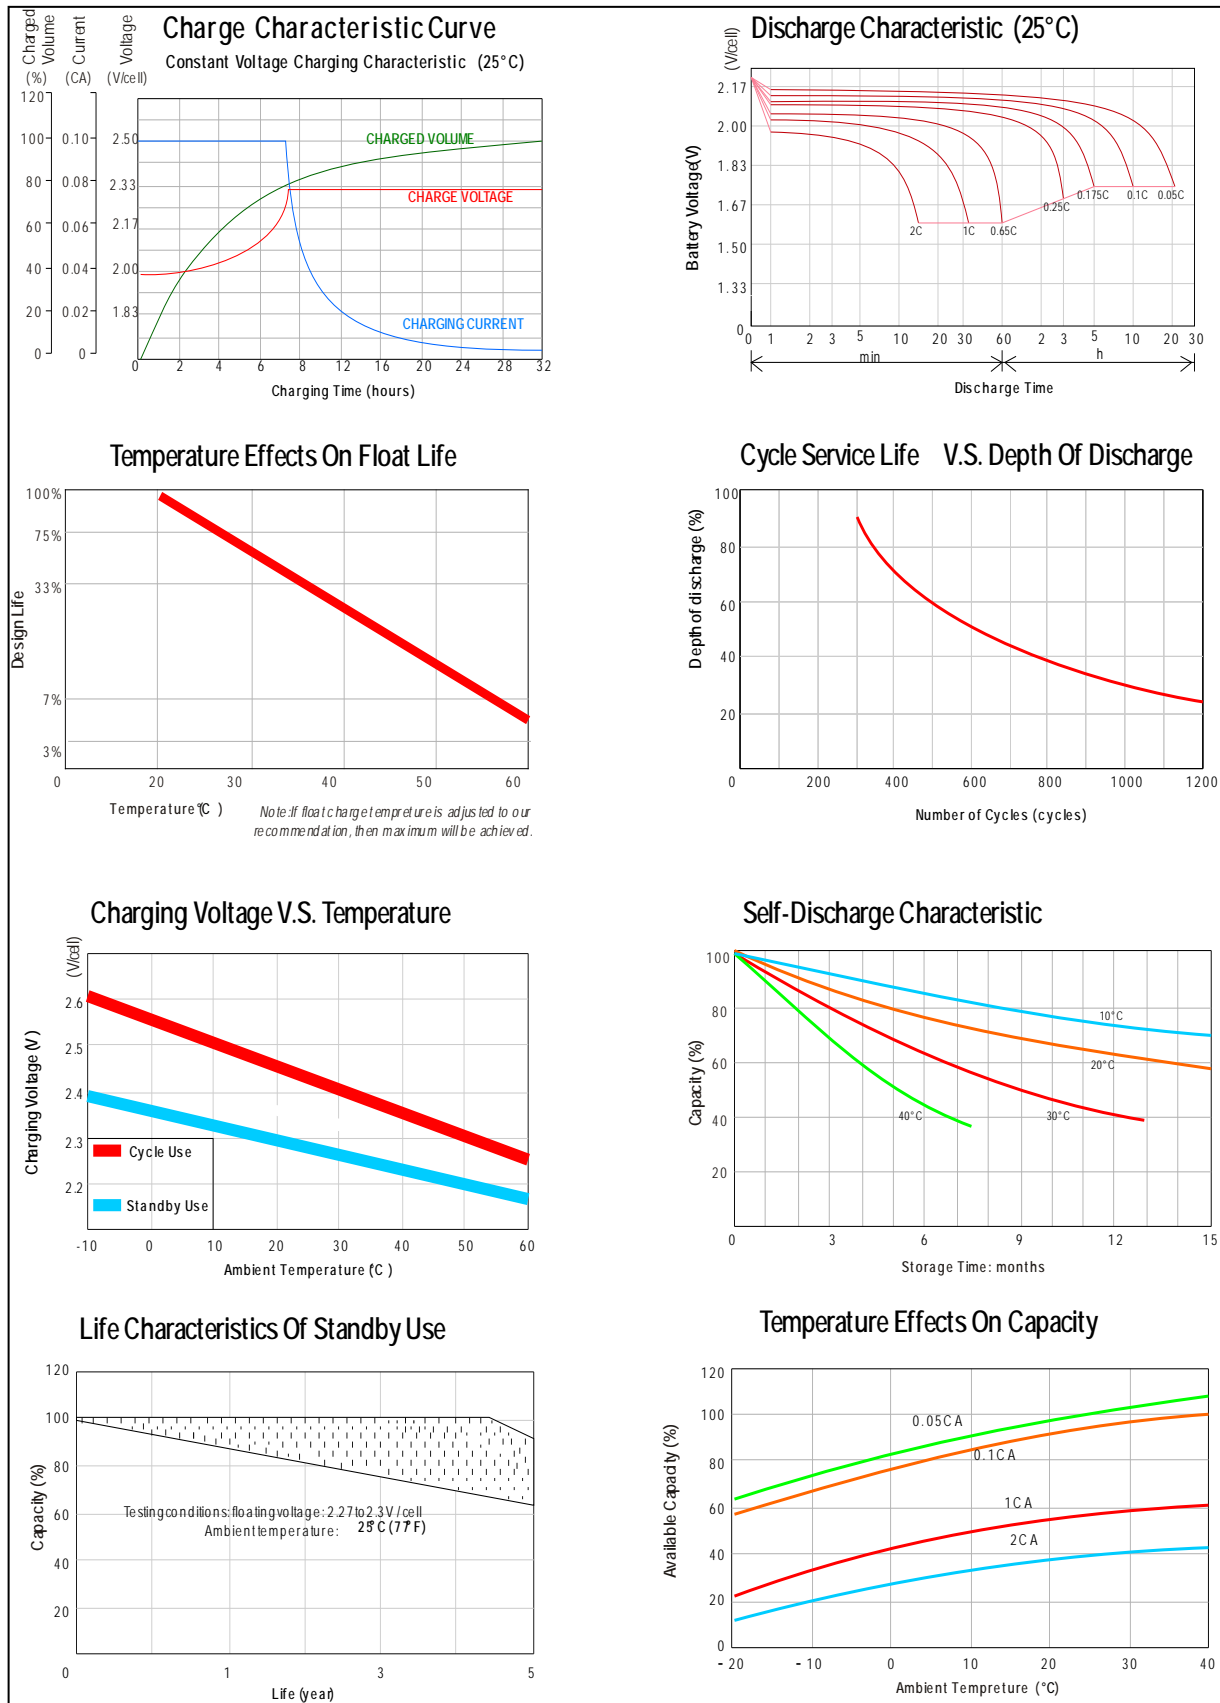 Charge Characteristic Curve
Constant Voltage Charging Characteristic (25°C)
Charged Volume
Current
Voltage
(%) (CA) (V/cell)
120
100 0.10 2.50
80 0.08 2.33
60 0.06 2.17
40 0.04 2.00
20 0.02 1.83
0 0
CHARGED VOLUME
CHARGE VOLTAGE
CHARGING CURRENT
0 2 4 6 8 12 16 20 24 28 32
Charging Time (hours)
Discharge Characteristic (25°C)
(V/cell)
Battery Voltage(V)
2.17
2.00
1.83
1.67
1.50
1.33
0
2C 1C 0.65C 0.25C 0.175C 0.1C 0.05C
0 1 2 3 5 10 20 30 60 2 3 5 10 20 30
min h
Discharge Time
Temperature Effects On Float Life
Design Life
100%
75%
33%
7%
3%
0 20 30 40 50 60
Temperature(°C )
Note:If float charge tempreture is adjusted to our
recommendation, then maximum will be achieved.
Cycle Service Life V.S. Depth Of Discharge
Depth of discharge (%)
100
80
60
40
20
0 200 400 600 800 1000 1200
Number of Cycles (cycles)
Charging Voltage V.S. Temperature
(V/cell)
Charging Voltage (V)
2.6
2.5
2.4
2.3
2.2
Cycle Use
Standby Use
-10 0 10 20 30 40 50 60
Ambient Temperature (°C )
Self-Discharge Characteristic
Capacity (%)
100
80
60
40
20
10°C
20°C
30°C
40°C
0 3 6 9 12 15
Storage Time: months
Life Characteristics Of Standby Use
Capacity (%)
120
100
80
60
40
20
Testing conditions: floating voltage: 2.27 to 2.3V /cell
Ambient temperature: 25°C (77°F)
0 1 3 5
Life (year)
Temperature Effects On Capacity
Available Capacity (%)
120
100
80
60
40
20
0
0.05CA
0.1CA
1CA
2CA
-20 -10 0 10 20 30 40
Ambient Tempreture (°C)